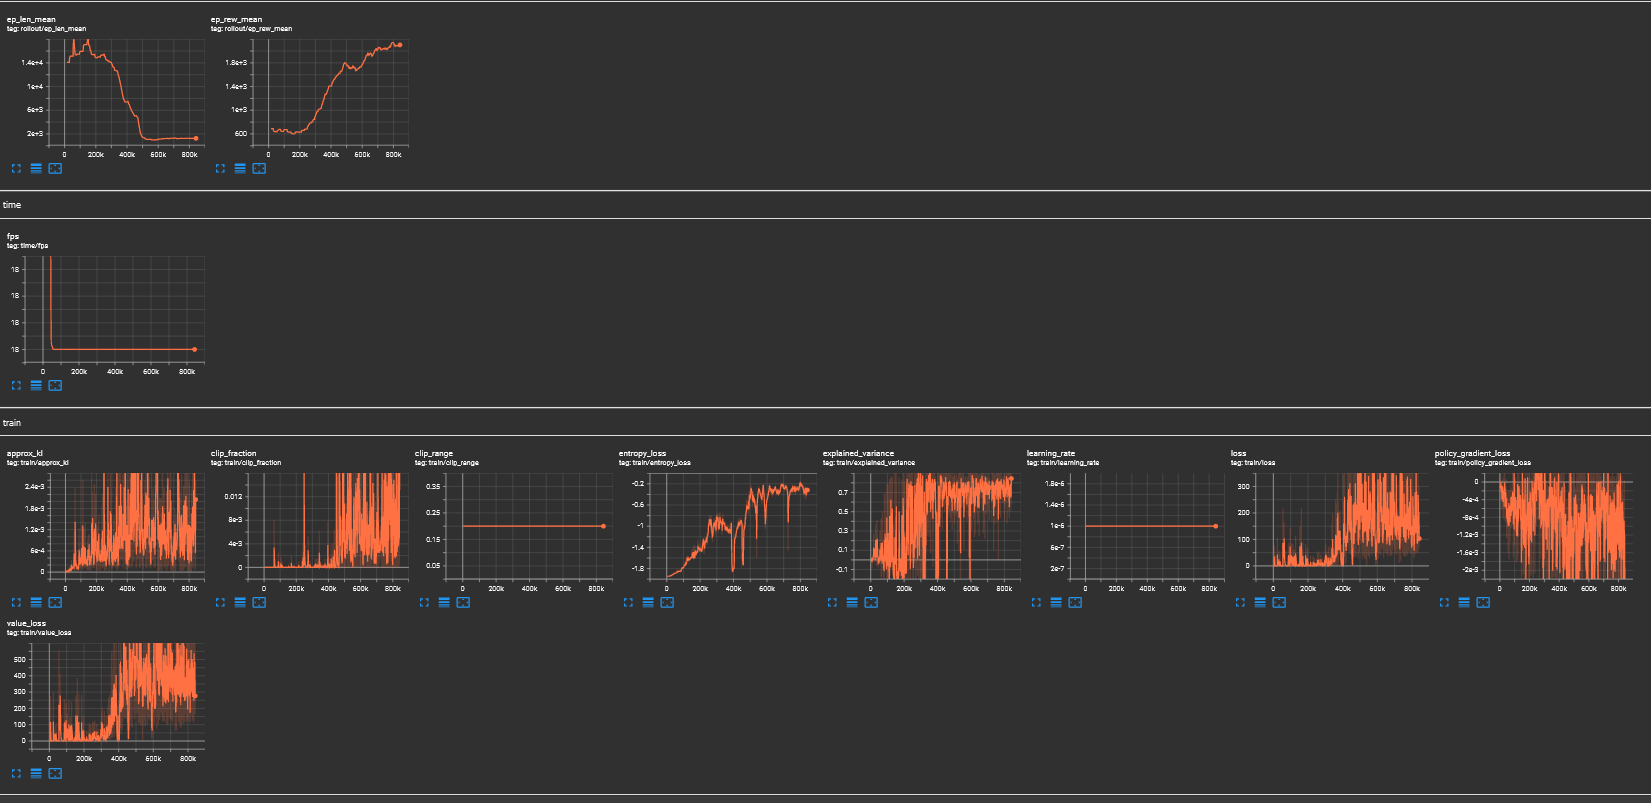 ep_len_mean
tag: rollout/ep_len_mean
1.4e+4
1e+4
6e+3
2e+3
0 200k 400k 600k 800k
ep_rew_mean
tag: rollout/ep_rew_mean
1.8e+3
1.4e+3
1e+3
600
0 200k 400k 600k 800k
time
fps
tag: time/fps
18
18
18
18
0 200k 400k 600k 800k
train
approx_kl
tag: train/approx_kl
2.4e-3
1.8e-3
1.2e-3
6e-4
0
0 200k 400k 600k 800k
clip_fraction
tag: train/clip_fraction
0.012
8e-3
4e-3
0
0 200k 400k 600k 800k
clip_range
tag: train/clip_range
0.35
0.25
0.15
0.05
0 200k 400k 600k 800k
entropy_loss
tag: train/entropy_loss
-0.2
-0.6
-1
-1.4
-1.8
0 200k 400k 600k 800k
explained_variance
tag: train/explained_variance
0.7
0.5
0.3
0.1
-0.1
0 200k 400k 600k 800k
learning_rate
tag: train/learning_rate
1.8e-6
1.4e-6
1e-6
6e-7
2e-7
0 200k 400k 600k 800k
loss
tag: train/loss
300
200
100
0
0 200k 400k 600k 800k
policy_gradient_loss
tag: train/policy_gradient_loss
0
-4e-4
-8e-4
-1.2e-3
-1.6e-3
-2e-3
0 200k 400k 600k 800k
value_loss
tag: train/value_loss
500
400
300
200
100
0
0 200k 400k 600k 800k